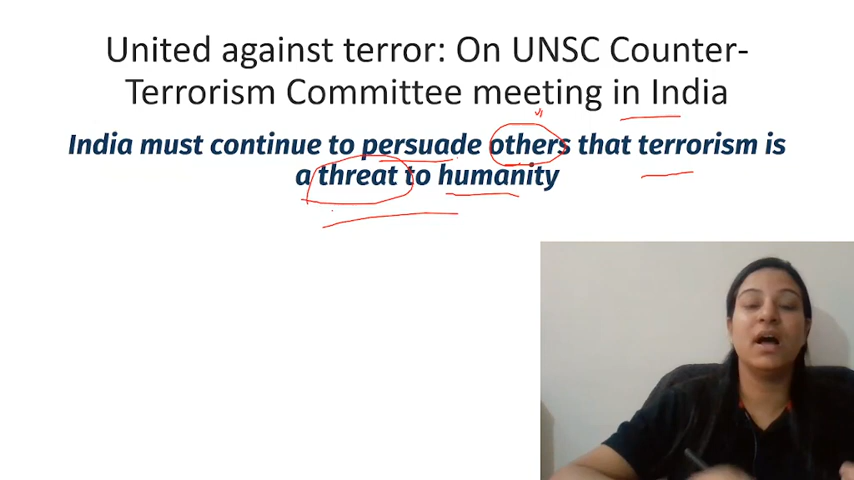 United against terror: On UNSC Counter-
Terrorism Committee meeting in India
India must continue to persuade others that terrorism is
a threat to humanity